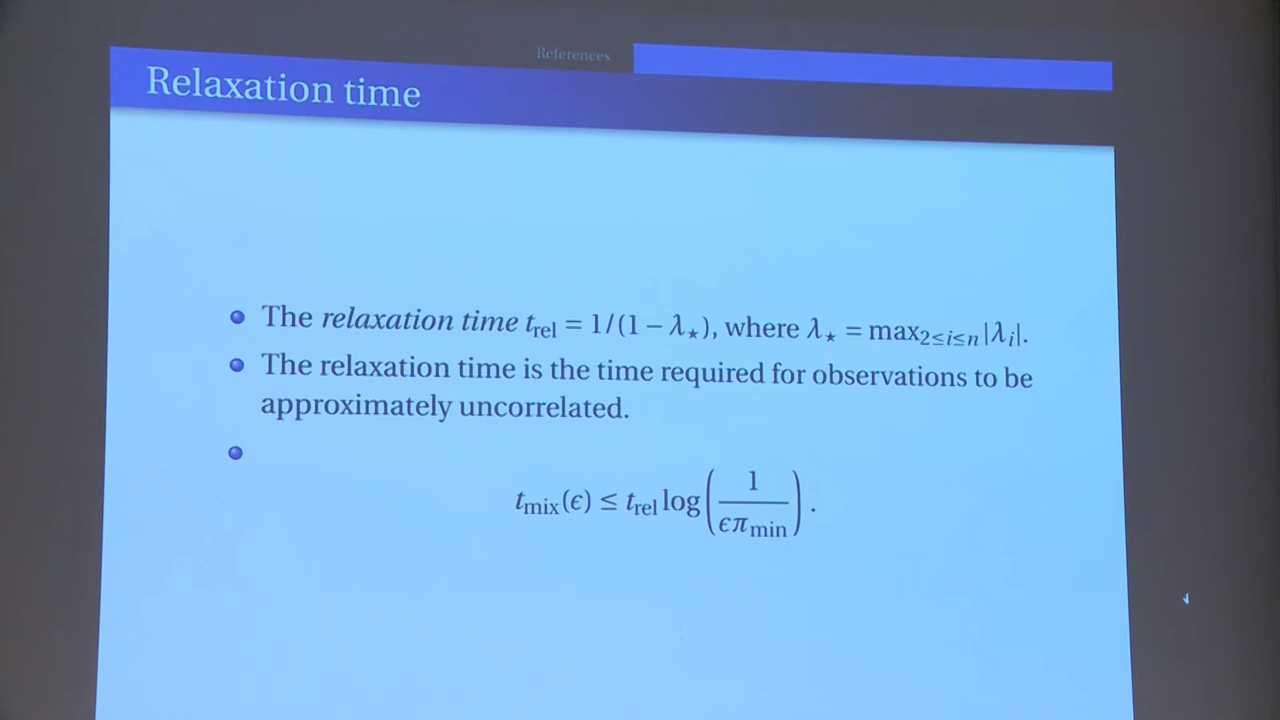 References
Relaxation time
The relaxation time t_rel = 1/(1 − λ⋆), where λ⋆ = max_{2≤i≤n}|λ_i|.
The relaxation time is the time required for observations to be
approximately uncorrelated.
t_mix(ϵ) ≤ t_rel log(1/(ϵπ_min)).